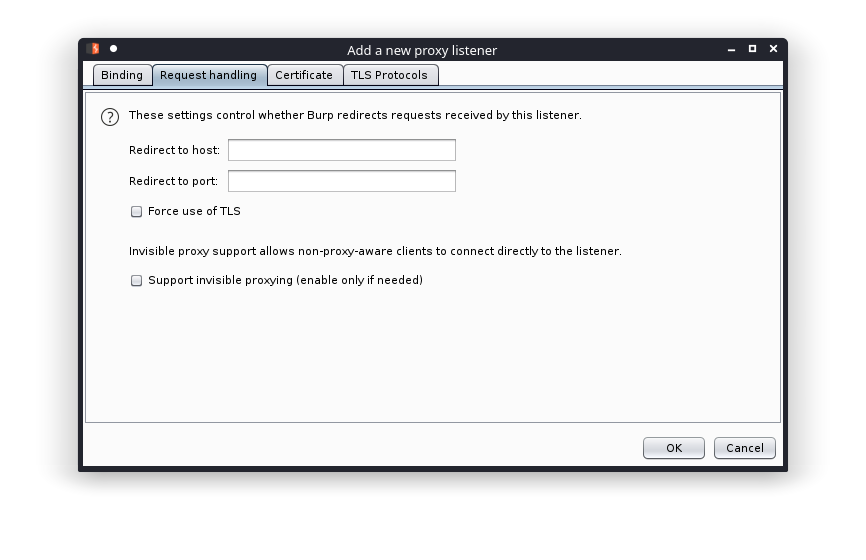 Add a new proxy listener
Binding Request handling Certificate TLS Protocols
? These settings control whether Burp redirects requests received by this listener.
Redirect to host:
Redirect to port:
Force use of TLS
Invisible proxy support allows non-proxy-aware clients to connect directly to the listener.
Support invisible proxying (enable only if needed)
OK Cancel